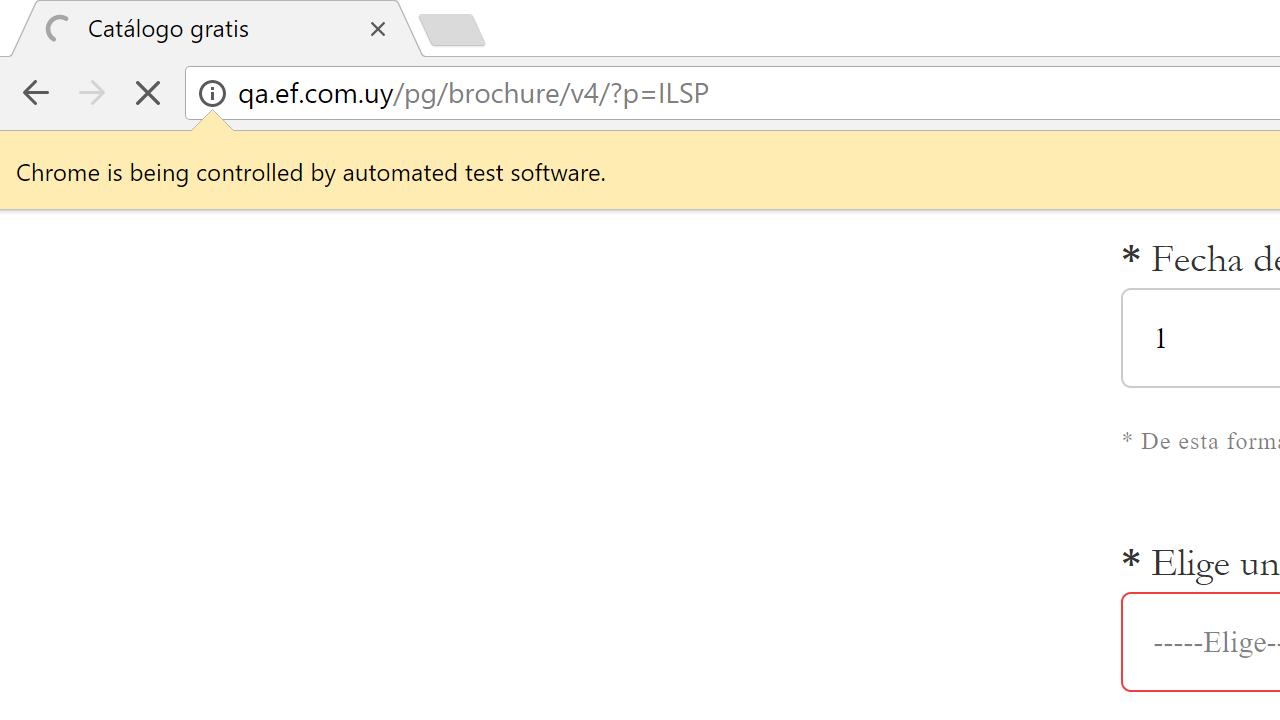 Catálogo gratis
qa.ef.com.uy/pg/brochure/v4/?p=ILSP
Chrome is being controlled by automated test software.
* Fecha de
1
* De esta forma
* Elige un
-----Elige--